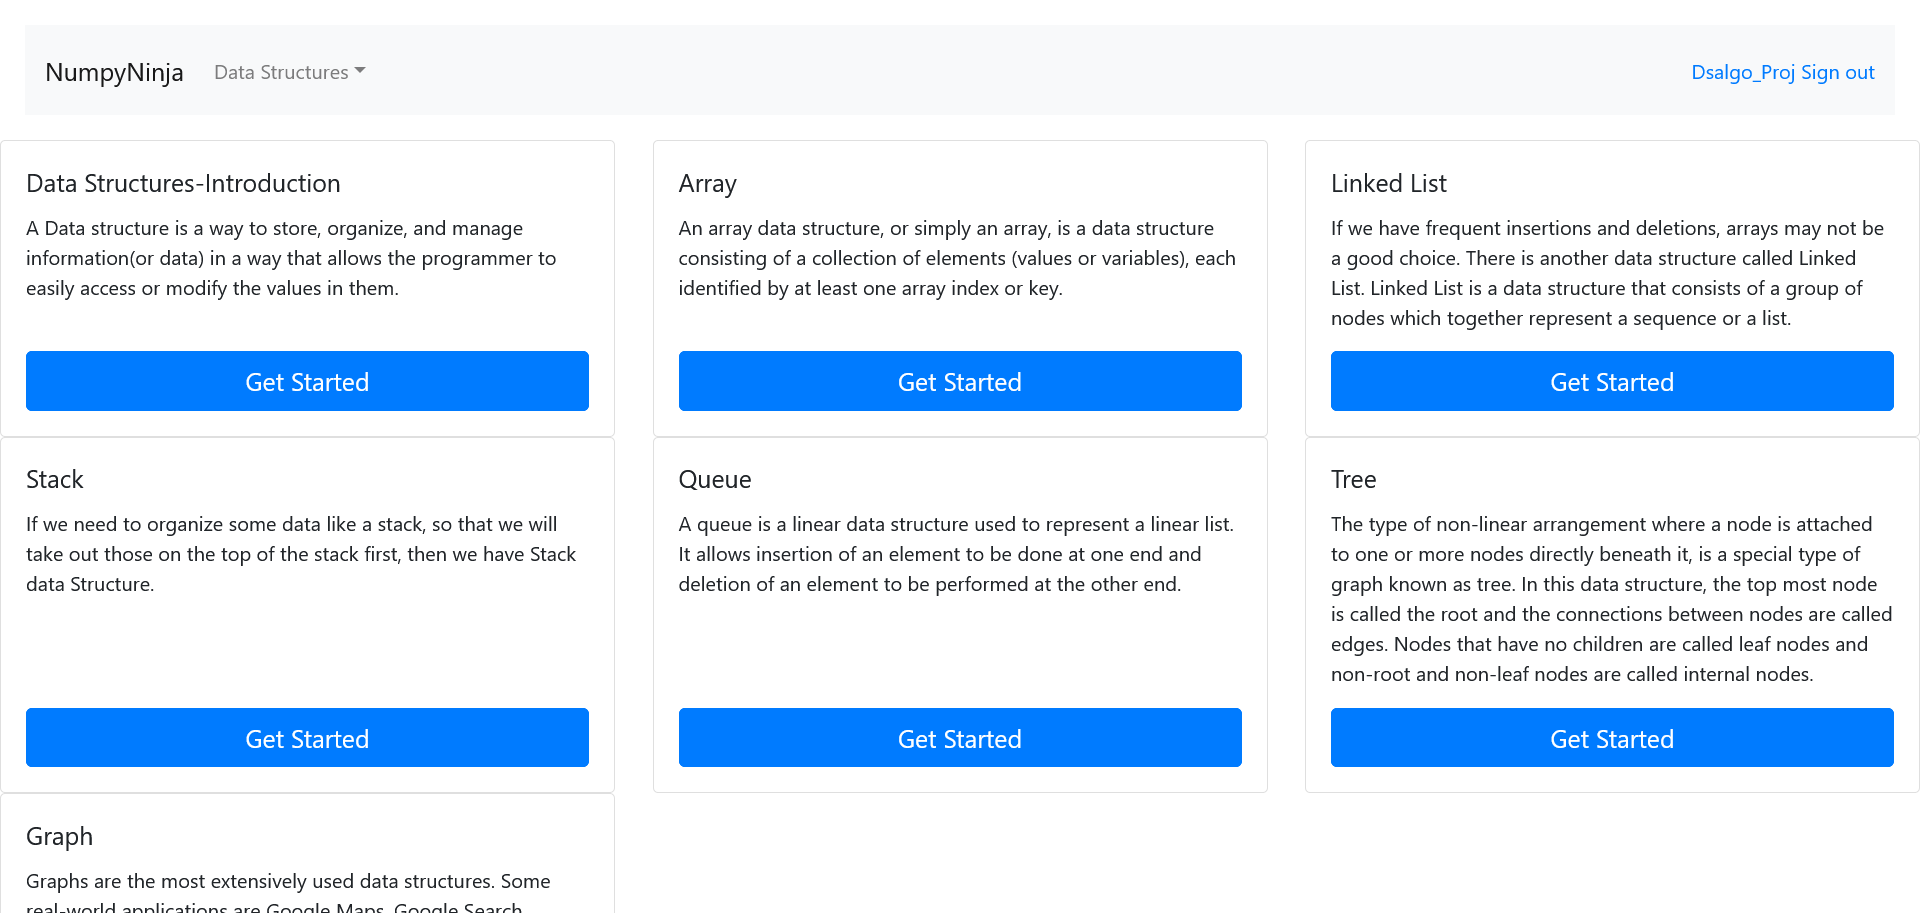 NumpyNinja
Data Structures
Dsalgo_Proj Sign out
Data Structures-Introduction
A Data structure is a way to store, organize, and manage
information(or data) in a way that allows the programmer to
easily access or modify the values in them.
Get Started
Array
An array data structure, or simply an array, is a data structure
consisting of a collection of elements (values or variables), each
identified by at least one array index or key.
Get Started
Linked List
If we have frequent insertions and deletions, arrays may not be
a good choice. There is another data structure called Linked
List. Linked List is a data structure that consists of a group of
nodes which together represent a sequence or a list.
Get Started
Stack
If we need to organize some data like a stack, so that we will
take out those on the top of the stack first, then we have Stack
data Structure.
Get Started
Queue
A queue is a linear data structure used to represent a linear list.
It allows insertion of an element to be done at one end and
deletion of an element to be performed at the other end.
Get Started
Tree
The type of non-linear arrangement where a node is attached
to one or more nodes directly beneath it, is a special type of
graph known as tree. In this data structure, the top most node
is called the root and the connections between nodes are called
edges. Nodes that have no children are called leaf nodes and
non-root and non-leaf nodes are called internal nodes.
Get Started
Graph
Graphs are the most extensively used data structures. Some
real-world applications are Google Maps, Google Search,